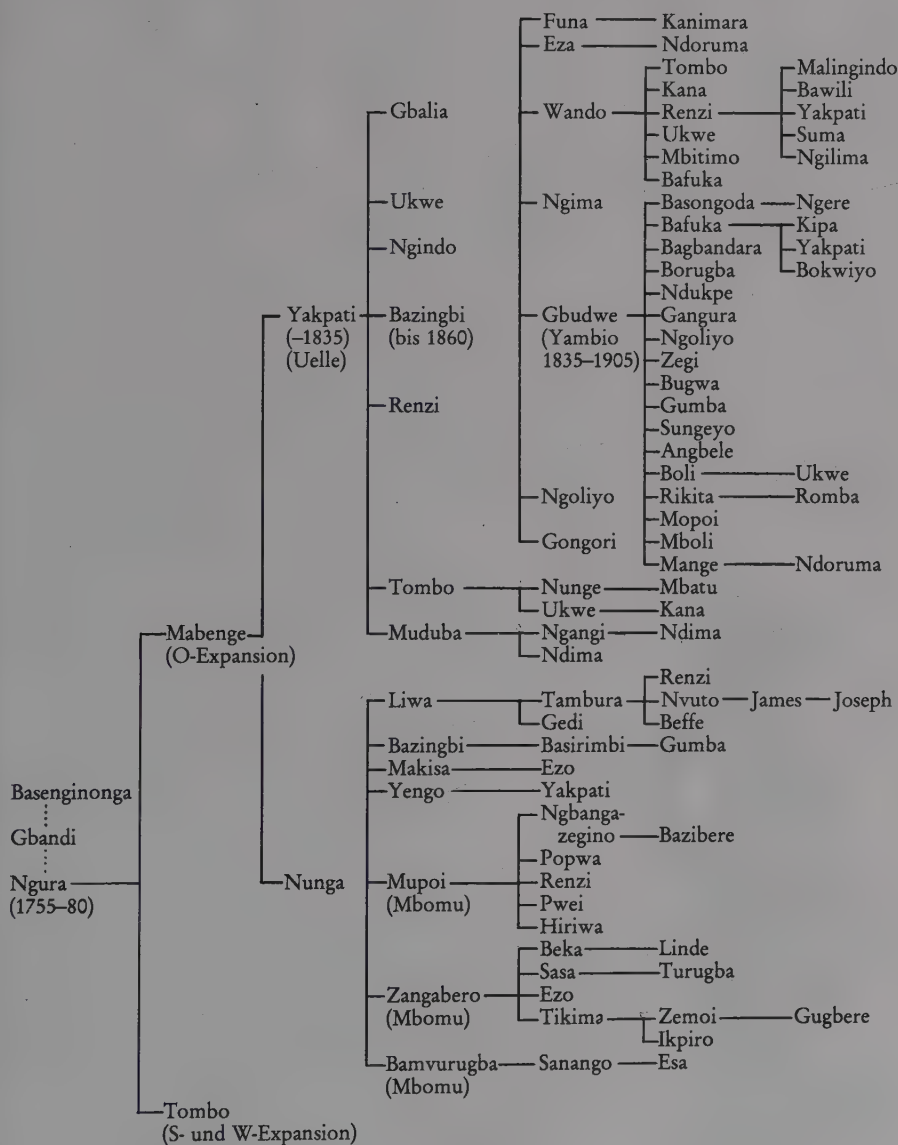 Funa Kanimara
Eza Ndoruma
Tombo Malingindo
Kana Bawili
Gbalia Wando Renzi Yakpati
Ukwe Suma
Mbitimo Ngilima
Bafuka
Ukwe Ngima Basongoda Ngere
Bafuka Kipa
Ngindo Bagbandara Yakpati
Borugba Bokwiyo
Ndukpe
Yakpati Bazingbi Gbudwe Gangura
(–1835) (bis 1860) (Yambio Ngoliyo
(Uelle) 1835–1905) Zegi
Bugwa
Renzi Gumba
Sungeyo
Angbele
Boli Ukwe
Ngoliyo Rikita Romba
Mopoi
Gongori Mboli
Mange Ndoruma
Tombo Nunge Mbatu
Ukwe Kana
Mabenge Muduba Ngangi Ndima
(O-Expansion) Ndima
Renzi
Liwa Tambura Nvuto James Joseph
Gedi Beffe
Bazingbi Basirimbi Gumba
Makisa Ezo
Basenginonga Yengo Yakpati
Ngbanga-
Gbandi zegino Bazibere
Popwa
Ngura Nunga Mupoi Renzi
(1755–80) (Mbomu) Pwei
Hiriwa
Beka Linde
Sasa Turugba
Zangabero Ezo
(Mbomu) Tikima Zemoi Gugbere
Ikpiro
Bamvurugba Sanango Esa
(Mbomu)
Tombo
(S- und W-Expansion)